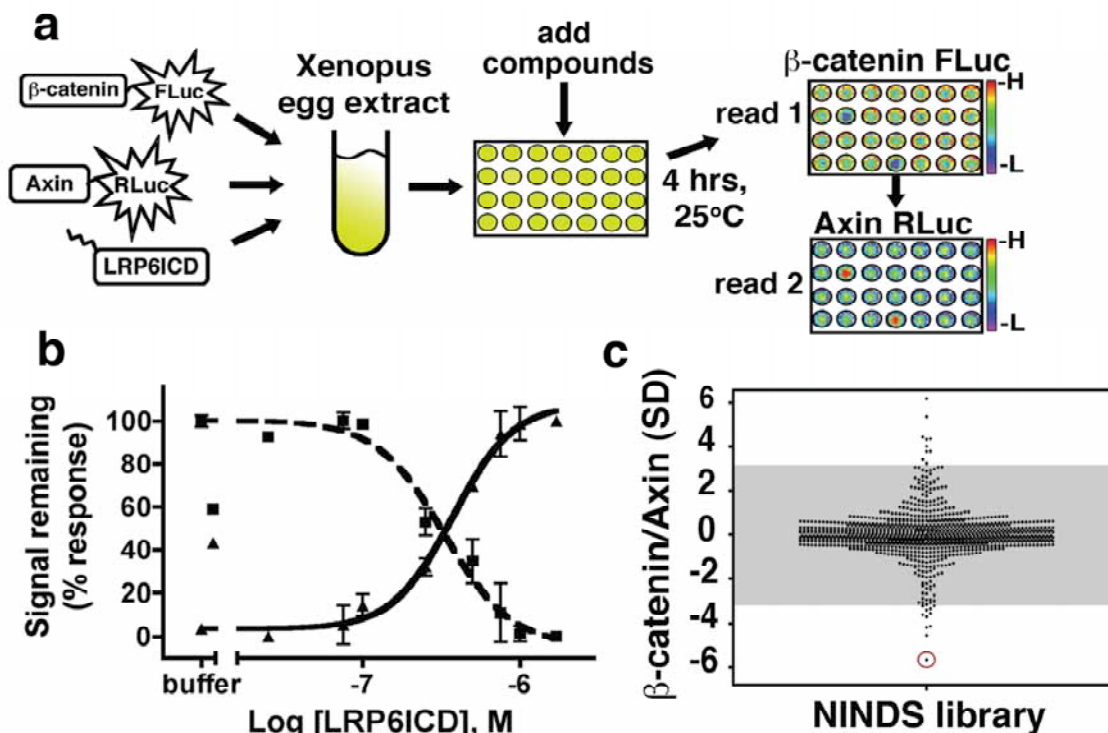 a
β-catenin
FLuc
Axin
RLuc
LRP6ICD
Xenopus
egg extract
add
compounds
4 hrs,
25°C
β-catenin FLuc
read 1
-H
-L
Axin RLuc
read 2
-H
-L
b
Signal remaining
(% response)
100
80
60
40
20
0
buffer
-7
-6
Log [LRP6ICD], M
c
β-catenin/Axin (SD)
6
4
2
0
-2
-4
-6
NINDS library